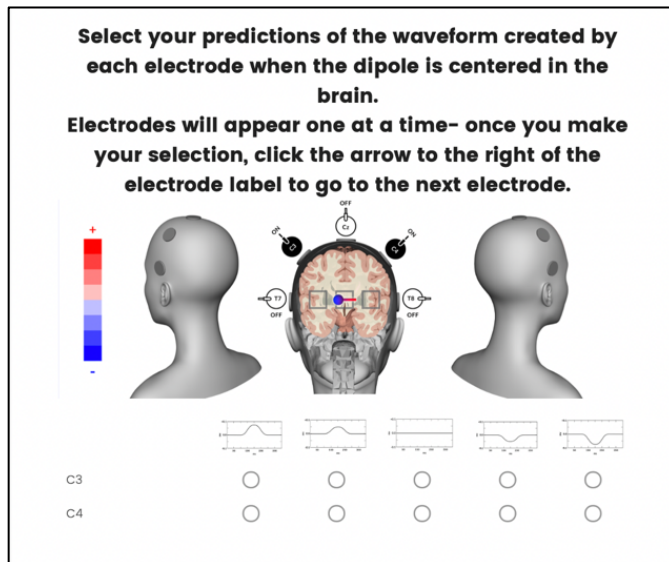 Select your predictions of the waveform created by
each electrode when the dipole is centered in the
brain.
Electrodes will appear one at a time- once you make
your selection, click the arrow to the right of the
electrode label to go to the next electrode.
+
-
OFF
Cz
ON
C3
ON
C4
T7
OFF
T8
OFF
C3
C4